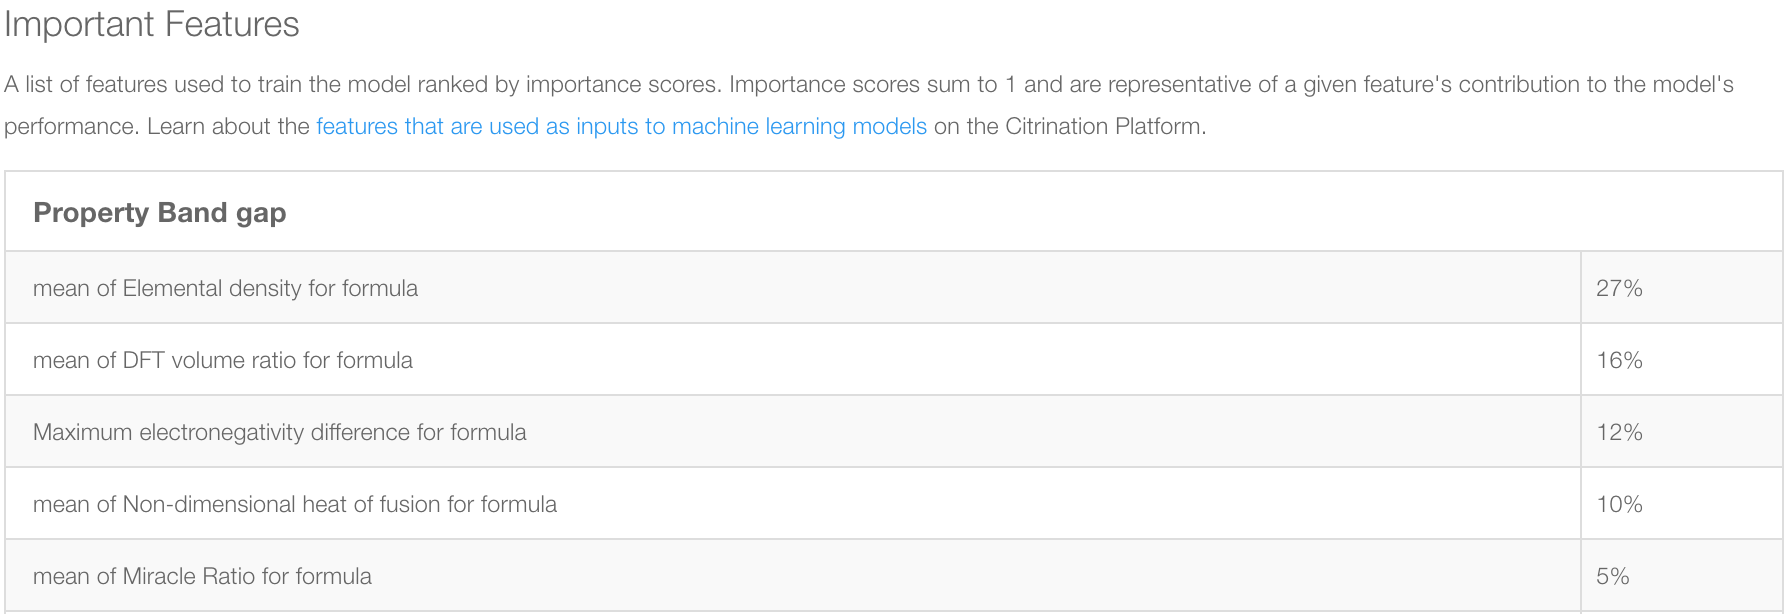 Important Features
A list of features used to train the model ranked by importance scores. Importance scores sum to 1 and are representative of a given feature's contribution to the model's
performance. Learn about the features that are used as inputs to machine learning models on the Citrination Platform.
Property Band gap
mean of Elemental density for formula 27%
mean of DFT volume ratio for formula 16%
Maximum electronegativity difference for formula 12%
mean of Non-dimensional heat of fusion for formula 10%
mean of Miracle Ratio for formula 5%